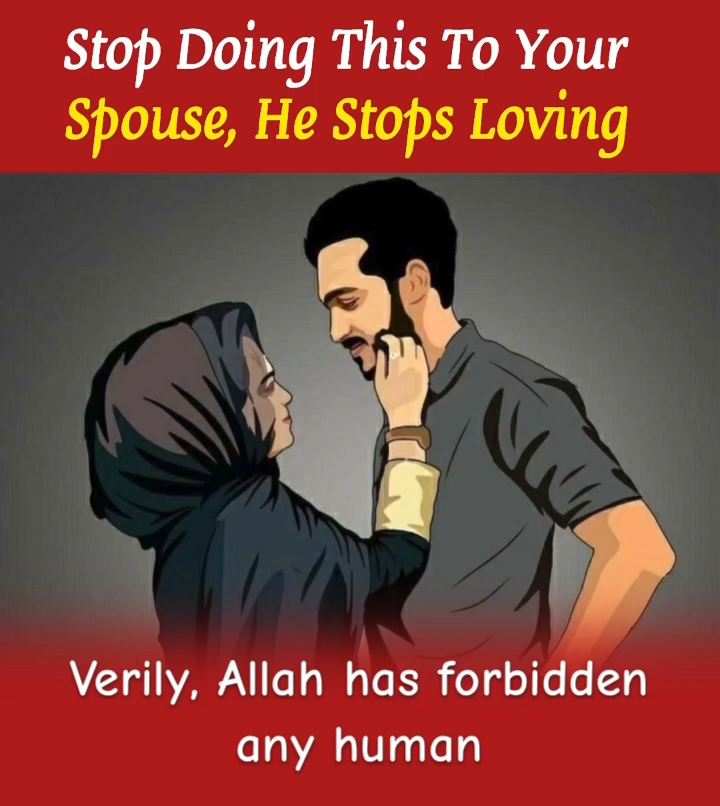 Stop Doing This To Your
Spouse, He Stops Loving
Verily, Allah has forbidden
any human